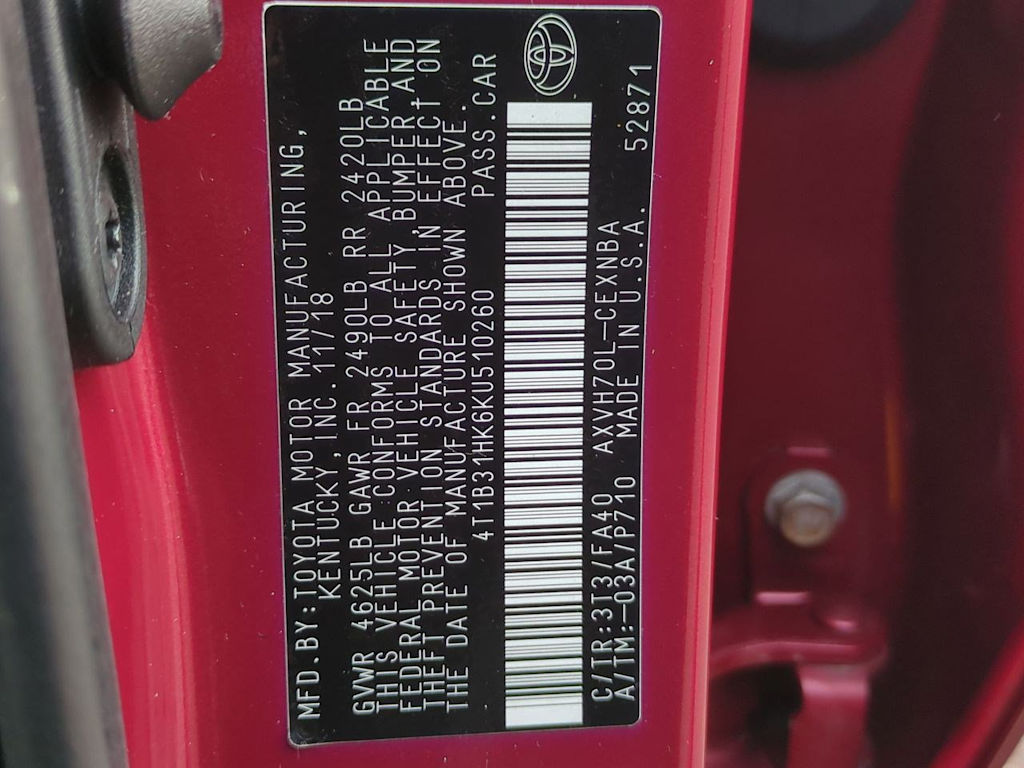 MFD.BY:TOYOTA MOTOR MANUFACTURING,
KENTUCKY, INC. 11/18
GVWR 4625LB GAWR FR 2490LB RR 2420LB
THIS VEHICLE CONFORMS TO ALL APPLICABLE
FEDERAL MOTOR VEHICLE SAFETY, BUMPER, AND
THEFT PREVENTION STANDARDS IN EFFECT ON
THE DATE OF MANUFACTURE SHOWN ABOVE.
4T1B31HK6KU510260 PASS.CAR
C/TR:3T3/FA40 AXVH70L-CEXNBA
A/TM:-03A/P710 MADE IN U.S.A. 52871